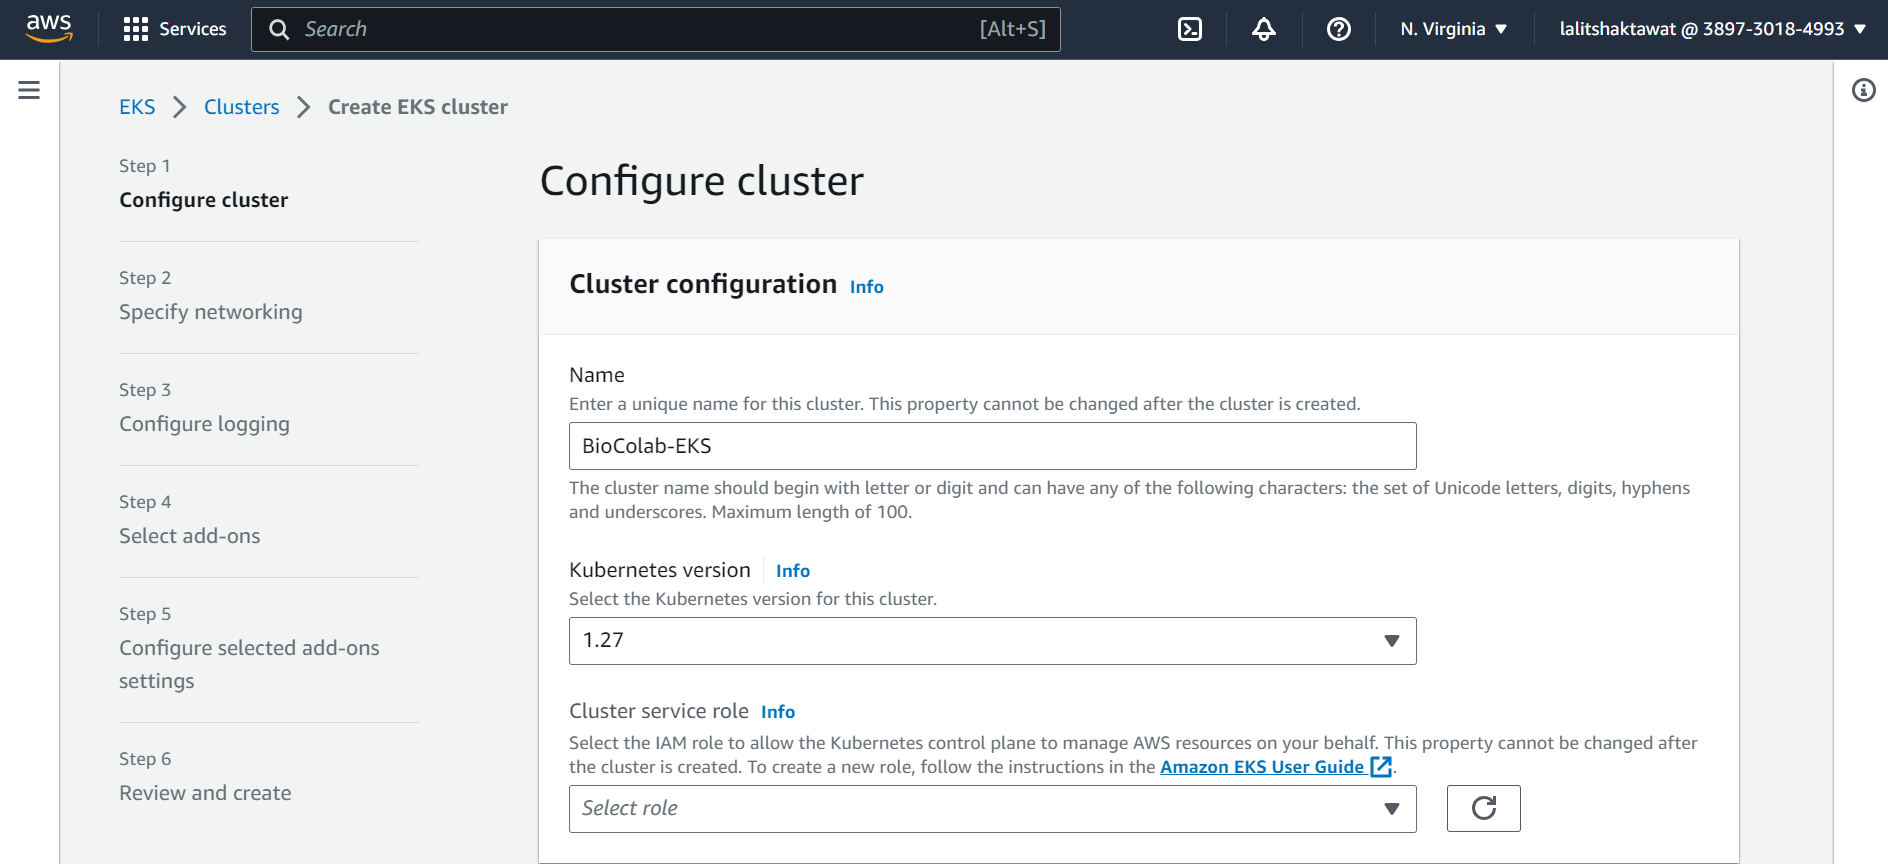 aws
Services
Search [Alt+S]
N. Virginia
lalitshaktawat @ 3897-3018-4993
EKS
Clusters
Create EKS cluster
Step 1
Configure cluster
Step 2
Specify networking
Step 3
Configure logging
Step 4
Select add-ons
Step 5
Configure selected add-ons
settings
Step 6
Review and create
Configure cluster
Cluster configuration Info
Name
Enter a unique name for this cluster. This property cannot be changed after the cluster is created.
BioColab-EKS
The cluster name should begin with letter or digit and can have any of the following characters: the set of Unicode letters, digits, hyphens
and underscores. Maximum length of 100.
Kubernetes version Info
Select the Kubernetes version for this cluster.
1.27
Cluster service role Info
Select the IAM role to allow the Kubernetes control plane to manage AWS resources on your behalf. This property cannot be changed after
the cluster is created. To create a new role, follow the instructions in the Amazon EKS User Guide.
Select role